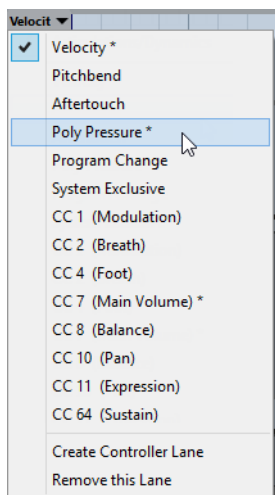 Velocit
Velocity *
Pitchbend
Aftertouch
Poly Pressure *
Program Change
System Exclusive
CC 1 (Modulation)
CC 2 (Breath)
CC 4 (Foot)
CC 7 (Main Volume) *
CC 8 (Balance)
CC 10 (Pan)
CC 11 (Expression)
CC 64 (Sustain)
Create Controller Lane
Remove this Lane